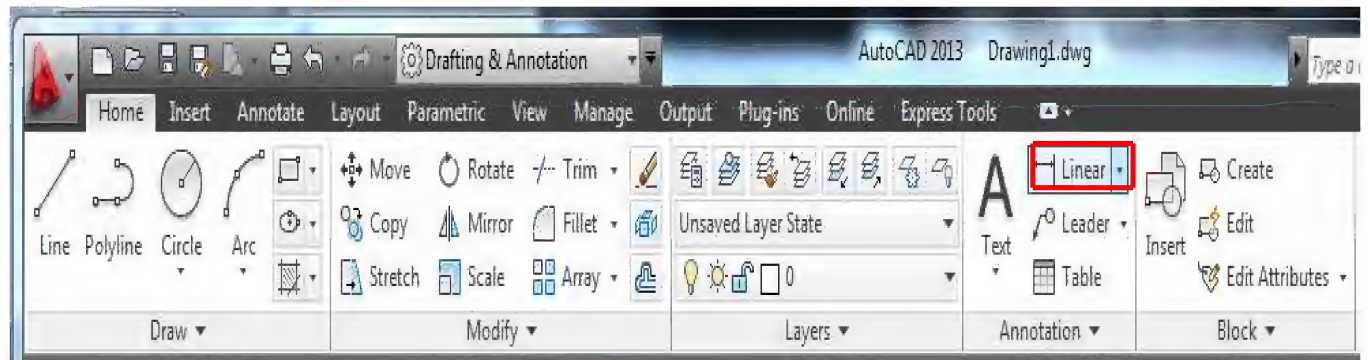 Drafting & Annotation AutoCAD 2013 Drawing1.dwg
Home Insert Annotate Layout Parametric View Manage Output Plug-ins Online Express Tools
Move Rotate Trim Linear Create
Copy Mirror Fillet Unsaved Layer State Leader Edit
Line Polyline Circle Arc Text Insert
Stretch Scale Array 0 Table Edit Attributes
Draw Modify Layers Annotation Block